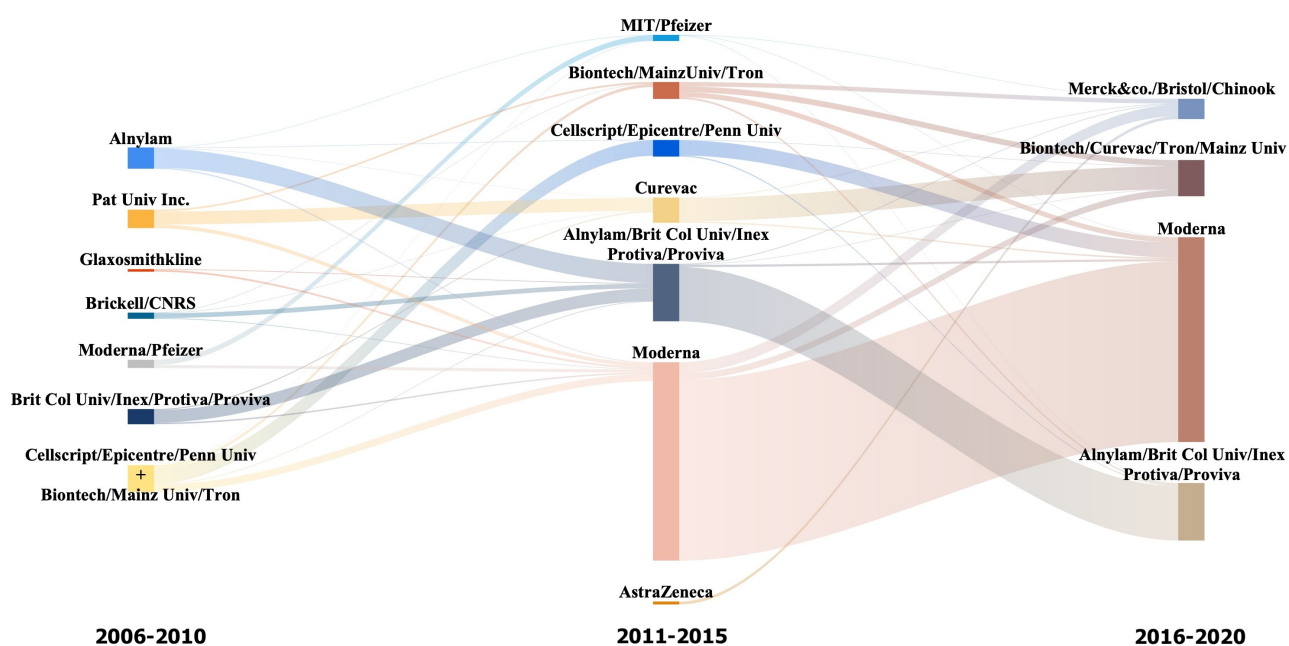 Alnylam
Pat Univ Inc.
Glaxosmithkline
Brickell/CNRS
Moderna/Pfeizer
Brit Col Univ/Inex/Protiva/Proviva
Cellscript/Epicentre/Penn Univ
+
Biontech/Mainz Univ/Tron
2006-2010
MIT/Pfeizer
Biontech/MainzUniv/Tron
Cellscript/Epicentre/Penn Univ
Curevac
Alnylam/Brit Col Univ/Inex
Protiva/Proviva
Moderna
AstraZeneca
2011-2015
Merck&co./Bristol/Chinook
Biontech/Curevac/Tron/Mainz Univ
Moderna
Alnylam/Brit Col Univ/Inex
Protiva/Proviva
2016-2020